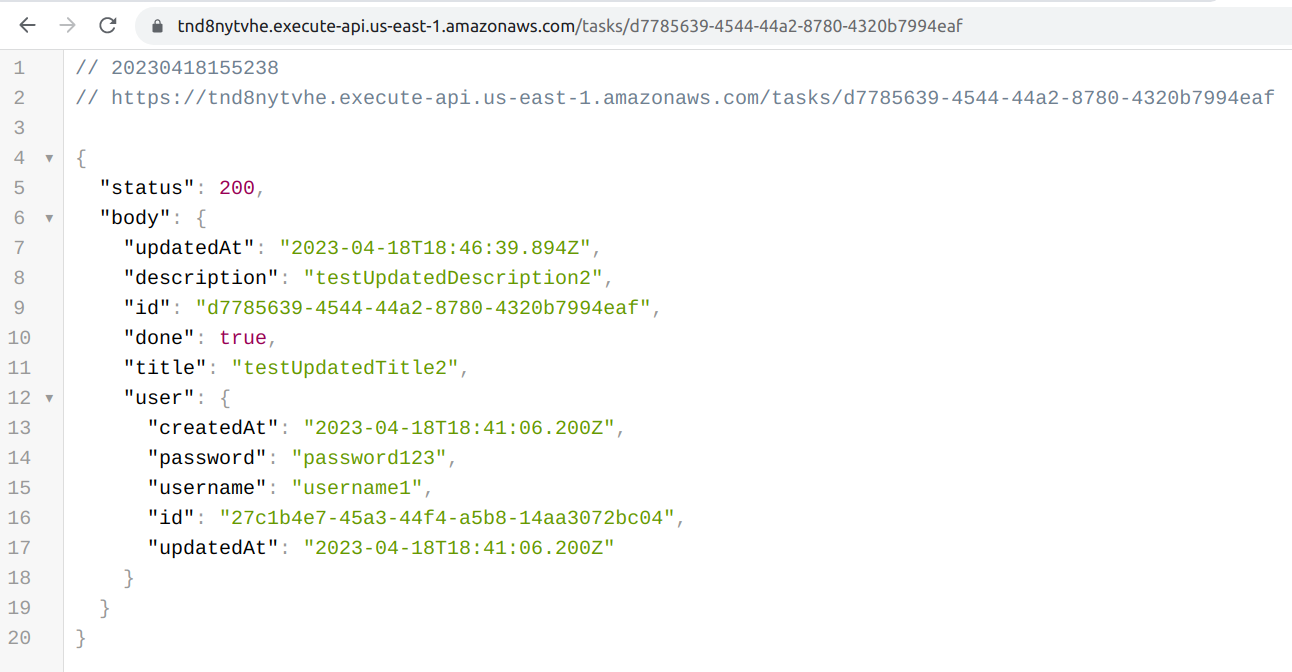 tnd8nytvhe.execute-api.us-east-1.amazonaws.com/tasks/d7785639-4544-44a2-8780-4320b7994eaf
1 // 20230418155238
2 // https://tnd8nytvhe.execute-api.us-east-1.amazonaws.com/tasks/d7785639-4544-44a2-8780-4320b7994eaf
3
4 {
5 "status": 200,
6 "body": {
7 "updatedAt": "2023-04-18T18:46:39.894Z",
8 "description": "testUpdatedDescription2",
9 "id": "d7785639-4544-44a2-8780-4320b7994eaf",
10 "done": true,
11 "title": "testUpdatedTitle2",
12 "user": {
13 "createdAt": "2023-04-18T18:41:06.200Z",
14 "password": "password123",
15 "username": "username1",
16 "id": "27c1b4e7-45a3-44f4-a5b8-14aa3072bc04",
17 "updatedAt": "2023-04-18T18:41:06.200Z"
18 }
19 }
20 }